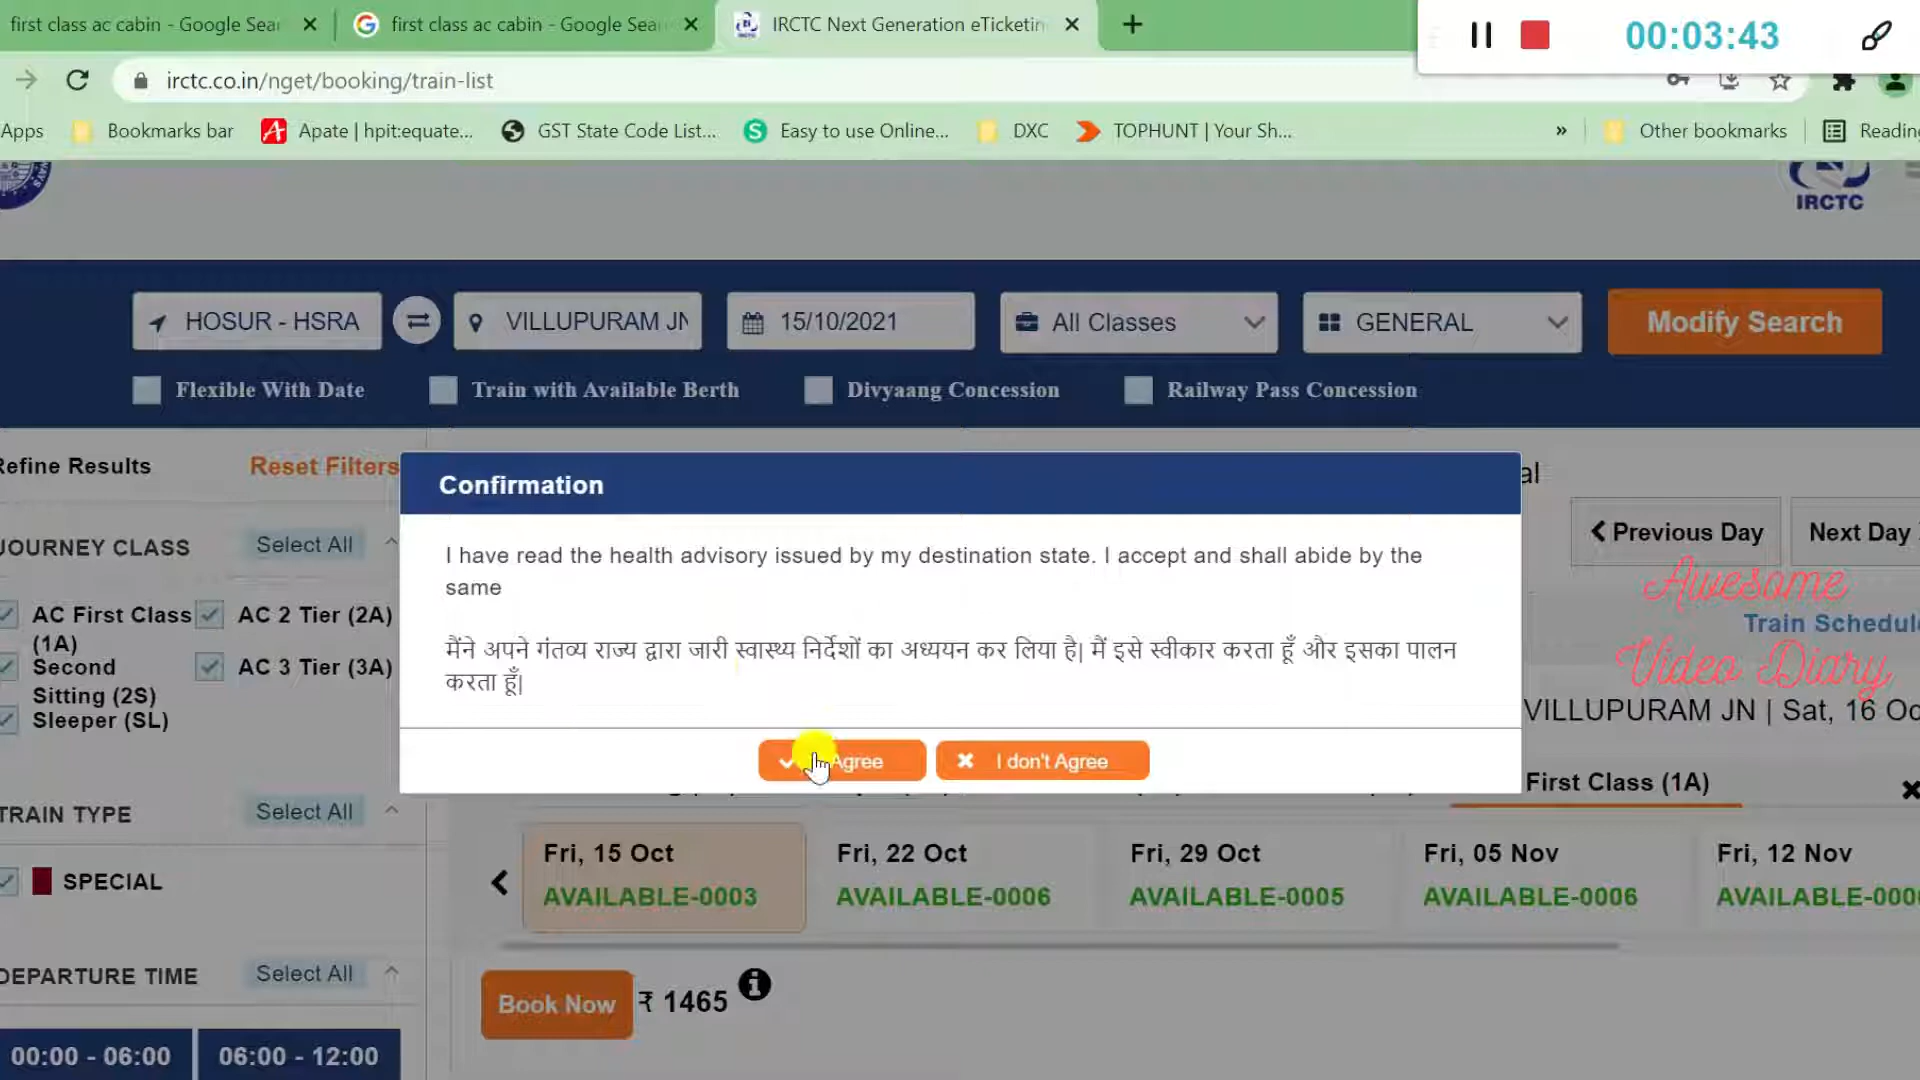 first class ac cabin - Google Sear
first class ac cabin - Google Sear
IRCTC Next Generation eTicketin
00:03:43
irctc.co.in/nget/booking/train-list
Apps
Bookmarks bar
Apate | hpit:equate...
GST State Code List...
Easy to use Online...
DXC
TOPHUNT | Your Sh...
»
Other bookmarks
Reading
IRCTC
HOSUR - HSRA
VILLUPURAM JN
15/10/2021
All Classes
GENERAL
Modify Search
Flexible With Date
Train with Available Berth
Divyaang Concession
Railway Pass Concession
Refine Results
Reset Filters
Confirmation
I have read the health advisory issued by my destination state. I accept and shall abide by the
same
मैंने अपने गंतव्य राज्य द्वारा जारी स्वास्थ्य निर्देशों का अध्ययन कर लिया है| मैं इसे स्वीकार करता हूँ और इसका पालन
करता हूँ|
Agree
I don't Agree
al
Previous Day
Next Day
Awesome
Video Diary
Train Schedule
VILLUPURAM JN | Sat, 16 Oc
JOURNEY CLASS
Select All
AC First Class
(1A)
AC 2 Tier (2A)
Second
Sitting (2S)
AC 3 Tier (3A)
Sleeper (SL)
First Class (1A)
TRAIN TYPE
Select All
SPECIAL
Fri, 15 Oct
AVAILABLE-0003
Fri, 22 Oct
AVAILABLE-0006
Fri, 29 Oct
AVAILABLE-0005
Fri, 05 Nov
AVAILABLE-0006
Fri, 12 Nov
AVAILABLE-000
DEPARTURE TIME
Select All
00:00 - 06:00
06:00 - 12:00
Book Now
₹ 1465